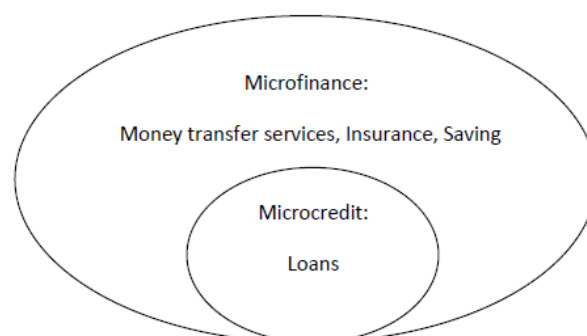 Microfinance:
Money transfer services, Insurance, Saving
Microcredit:
Loans